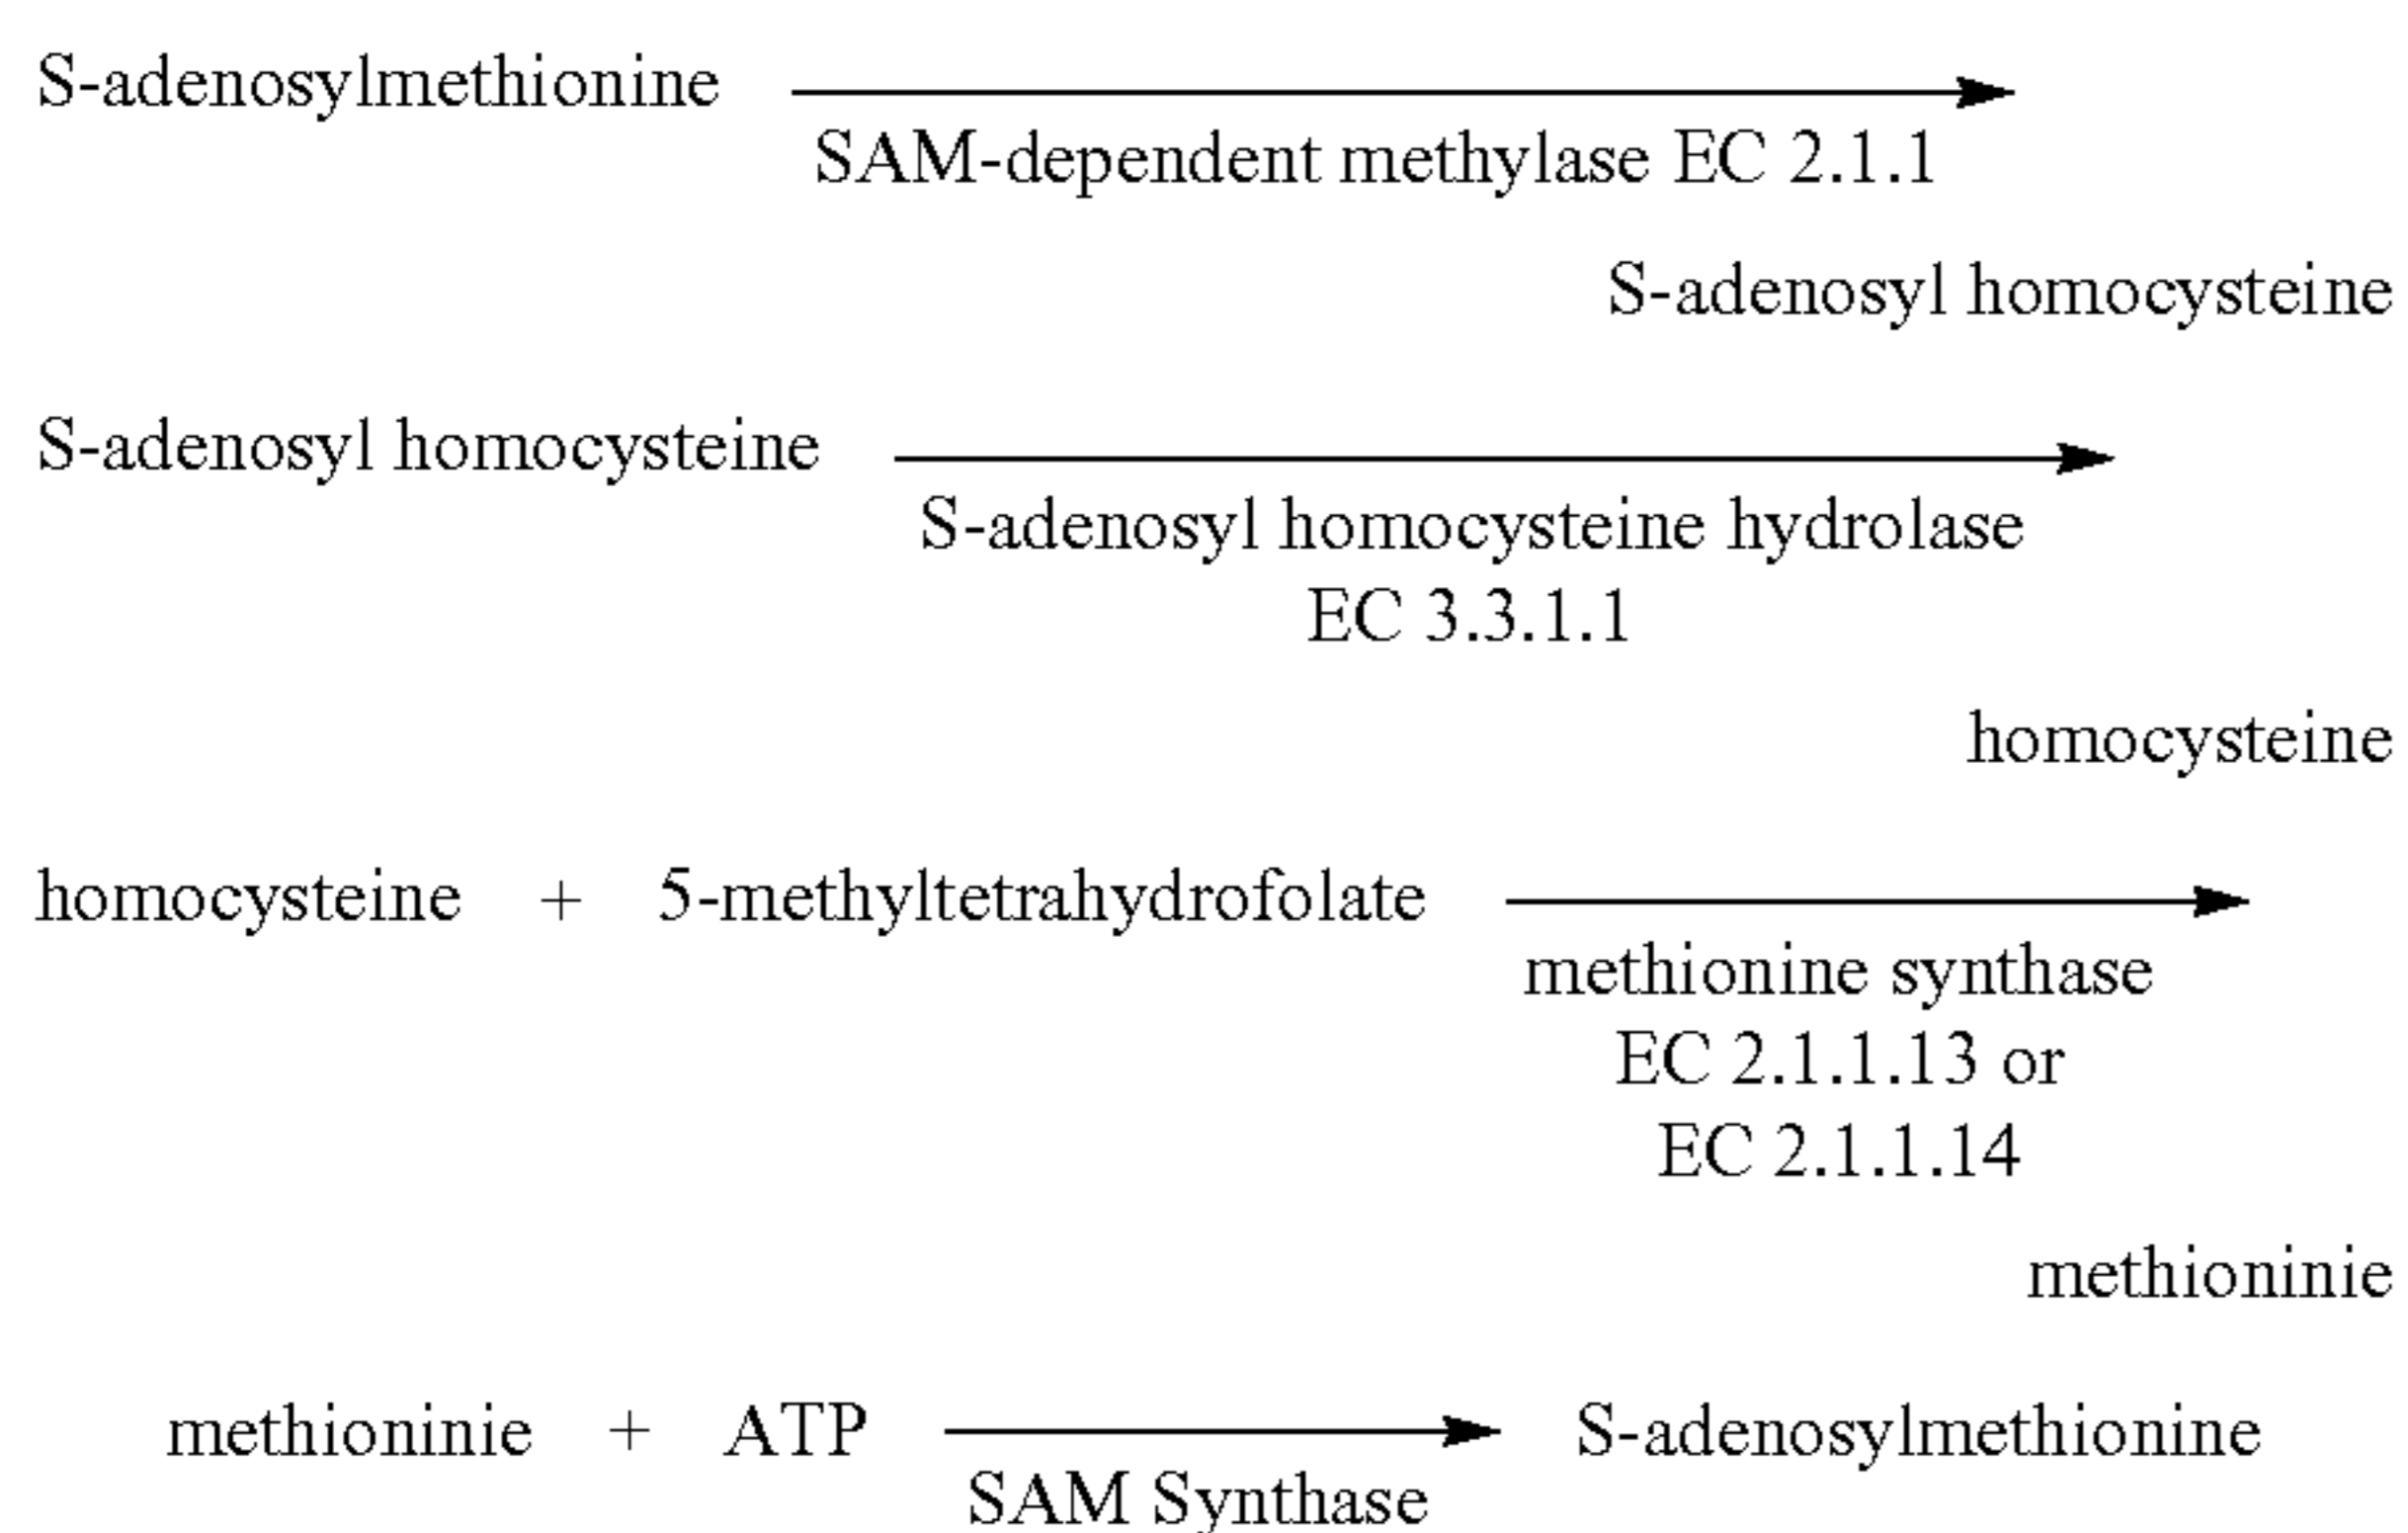 S-adenosylmethionine
SAM-dependent methylase EC 2.1.1
S-adenosyl homocysteine
S-adenosyl homocysteine
S-adenosyl homocysteine hydrolase
EC 3.3.1.1
homocysteine
homocysteine + 5-methyltetrahydrofolate
methionine synthase
EC 2.1.1.13 or
EC 2.1.1.14
methioninie
methioninie + ATP S-adenosylmethionine
SAM Synthase